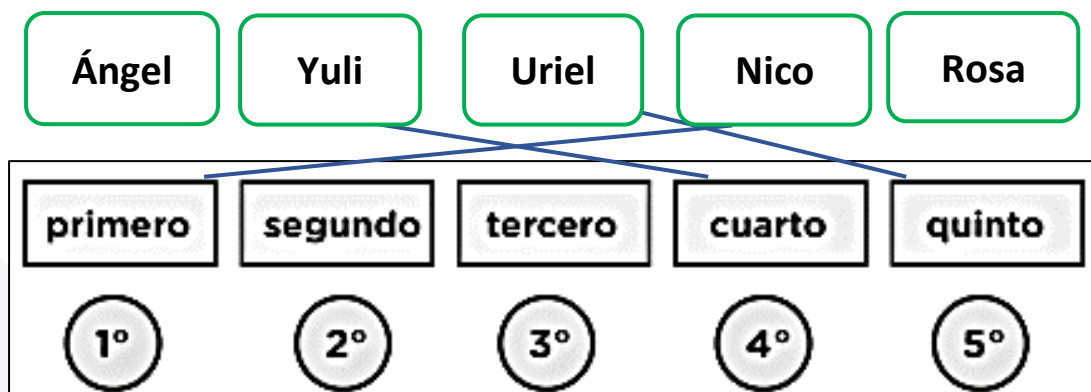 Ángel Yuli Uriel Nico Rosa
primero segundo tercero cuarto quinto
1° 2° 3° 4° 5°